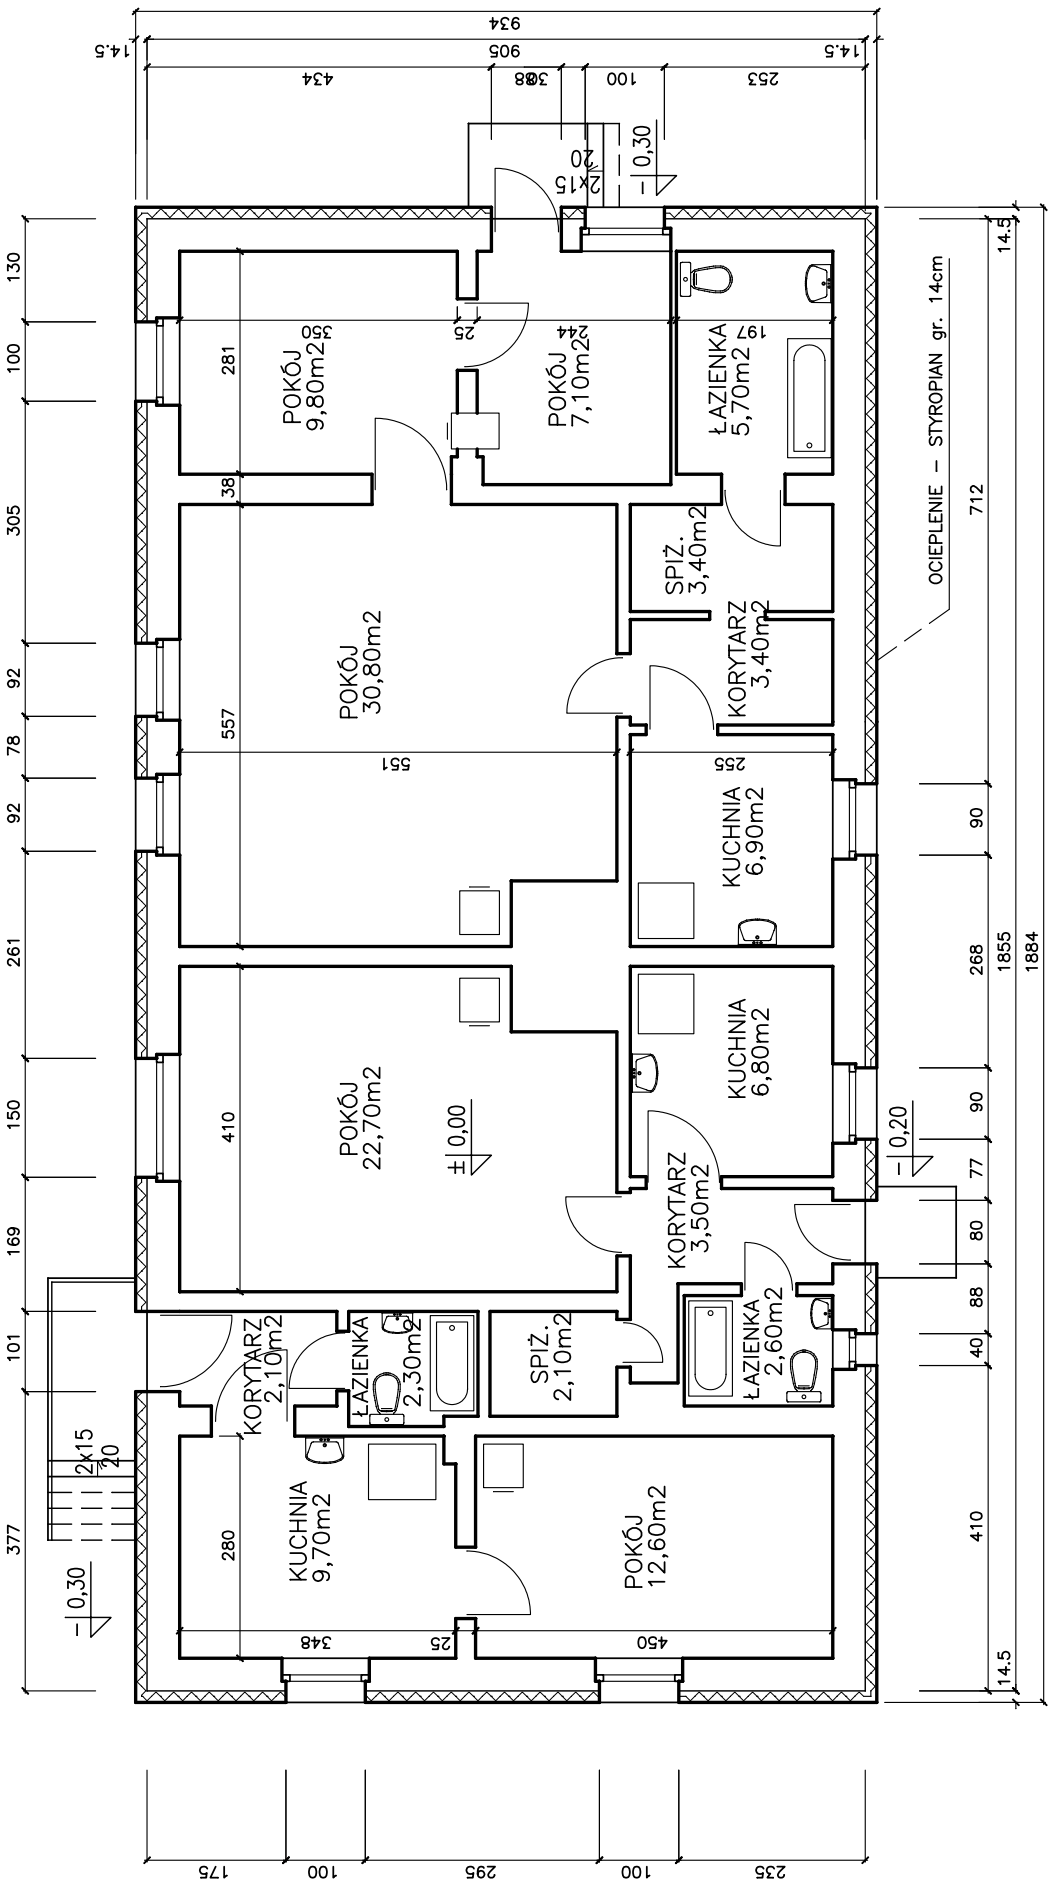 934
14.5
905
14.5
434
38
88
100
253
2x15
20
− 0,30
130
100
305
92
78
92
261
150
169
101
377
350
25
244
197
281
38
POKÓJ
9,80m2
POKÓJ
7,10m2
ŁAZIENKA
5,70m2
SPIŻ.
3,40m2
KORYTARZ
3,40m2
POKÓJ
30,80m2
557
551
255
KUCHNIA
6,90m2
OCIEPLENIE − STYROPIAN gr. 14cm
14.5
712
90
268
1855
1884
90
77
80
88
40
410
14.5
POKÓJ
22,70m2
410
± 0,00
KUCHNIA
6,80m2
− 0,20
KORYTARZ
3,50m2
ŁAZIENKA
2,60m2
SPIŻ.
2,10m2
ŁAZIENKA
2,30m2
KORYTARZ
2,10m2
2x15
20
− 0,30
KUCHNIA
9,70m2
280
POKÓJ
12,60m2
348
25
450
175
100
295
100
235